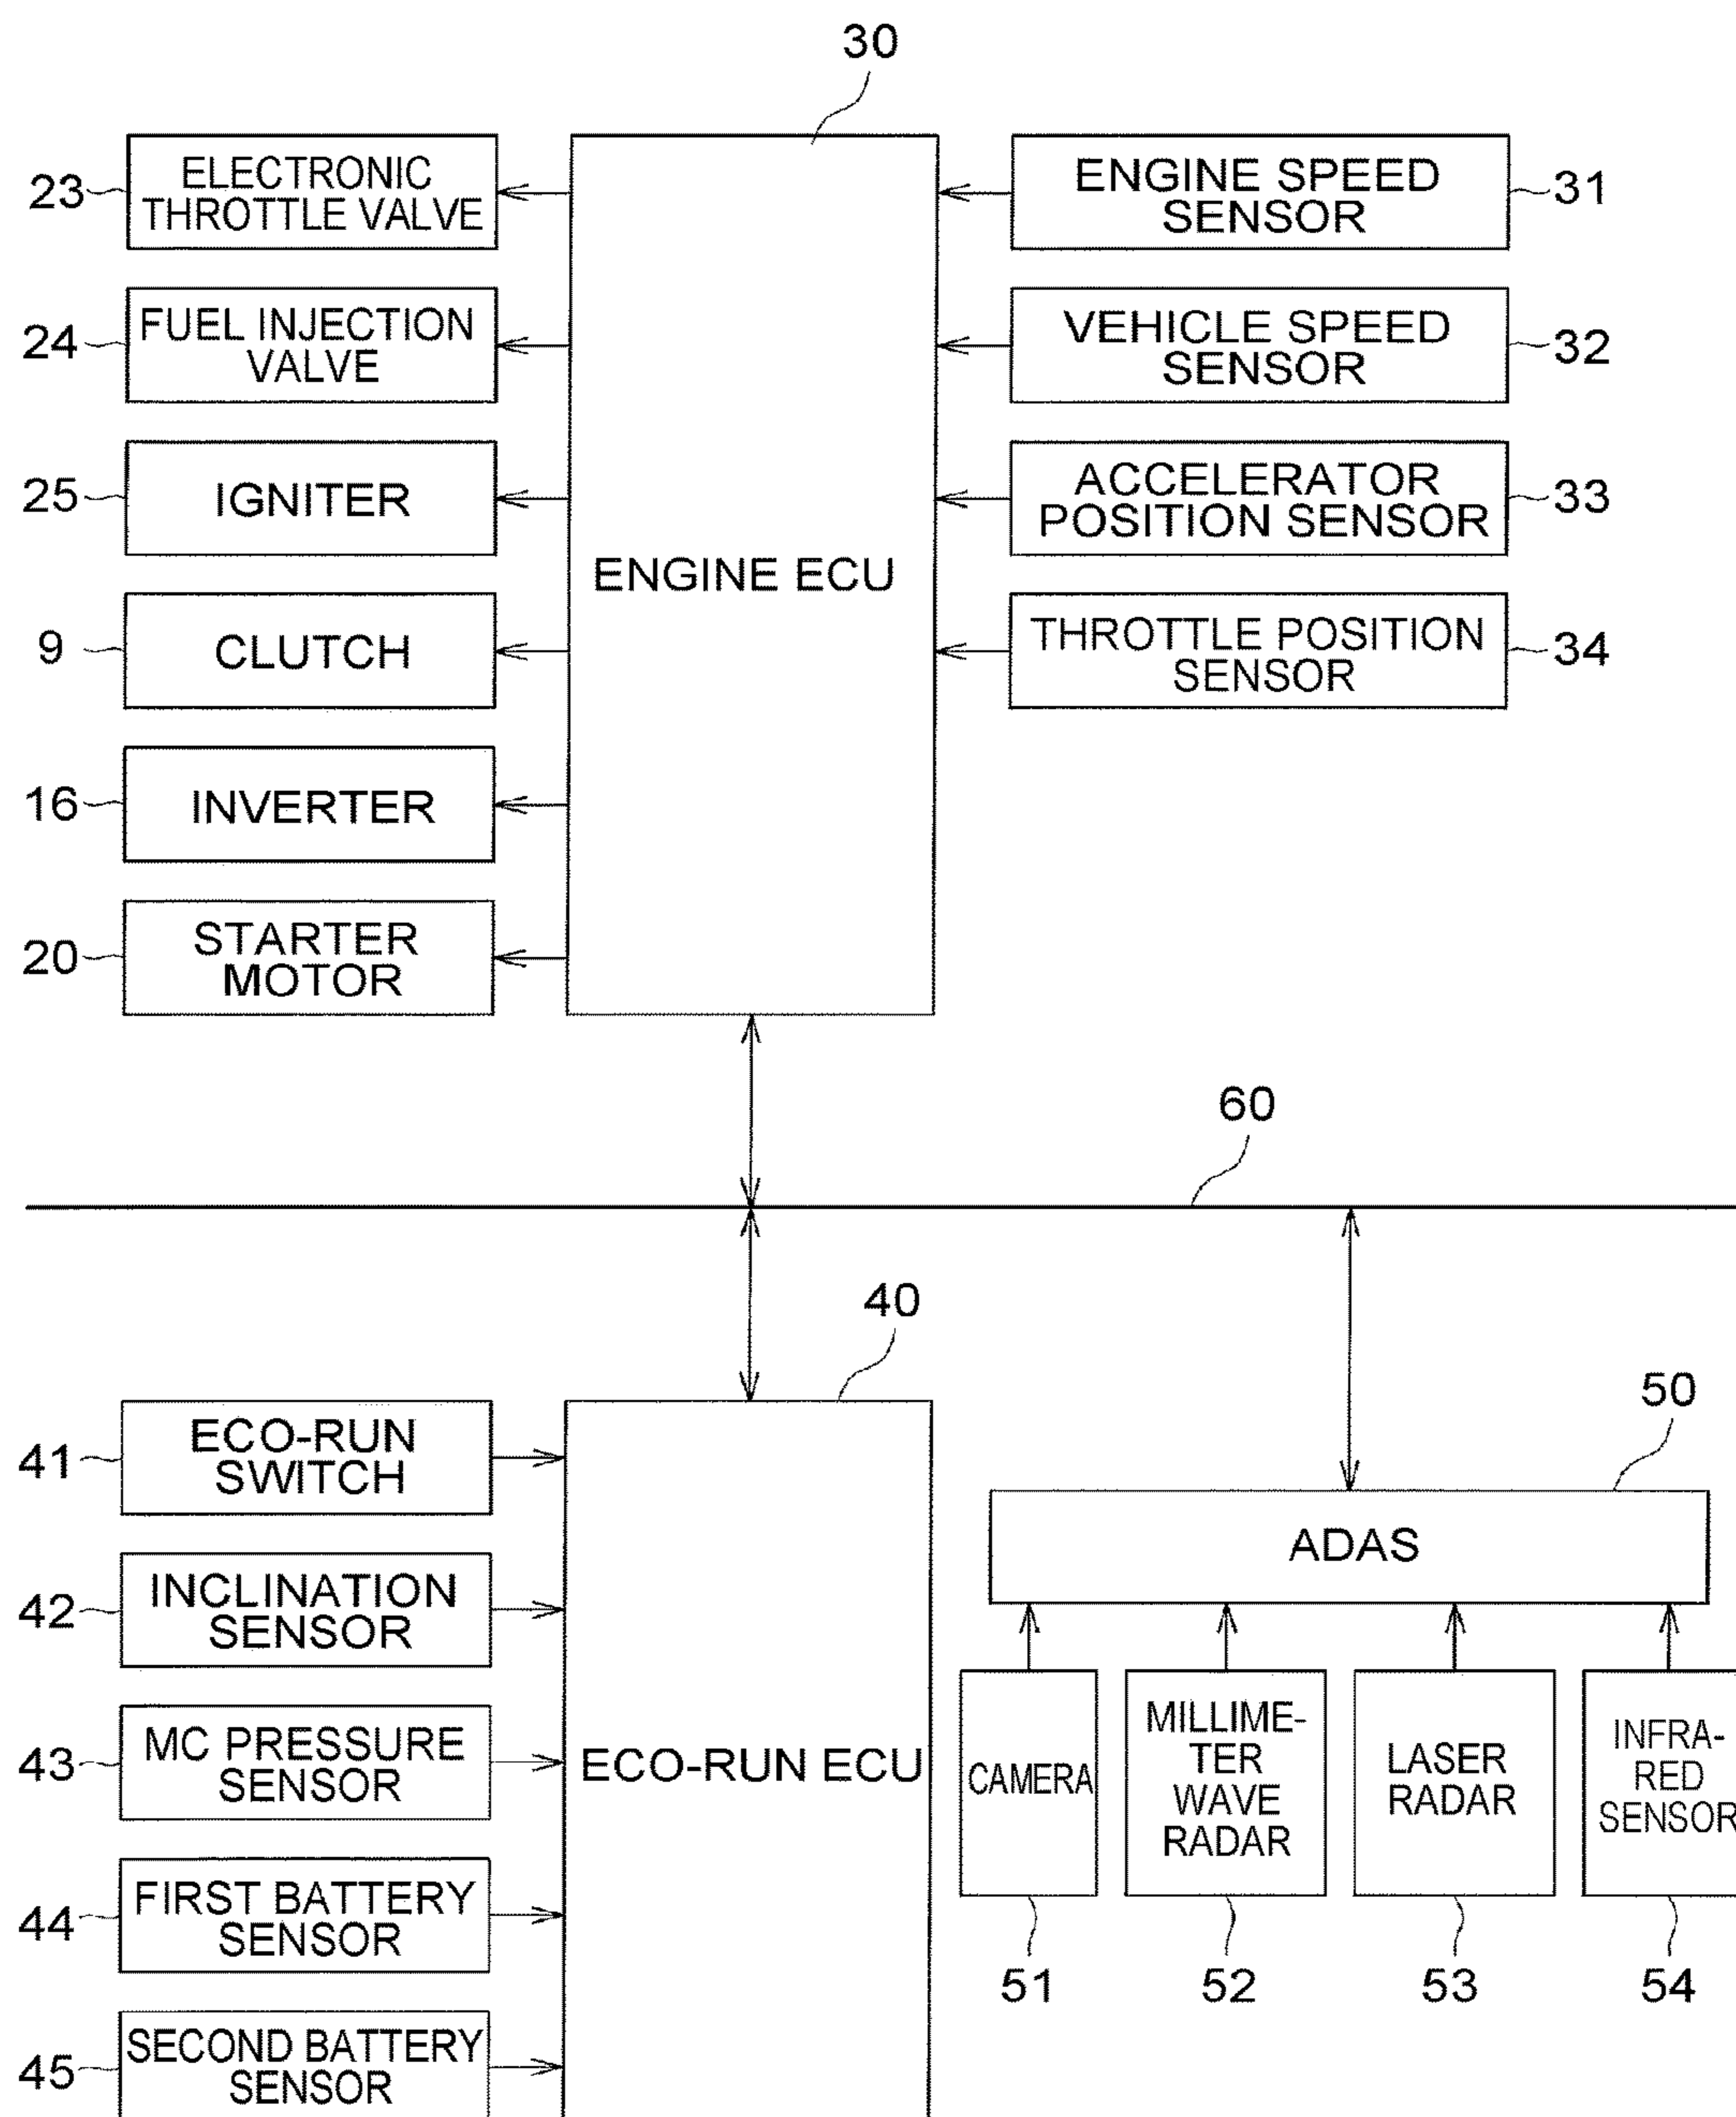 30
23
ELECTRONIC
THROTTLE VALVE
ENGINE SPEED
SENSOR
31
24
FUEL INJECTION
VALVE
VEHICLE SPEED
SENSOR
32
25
IGNITER
ACCELERATOR
POSITION SENSOR
33
ENGINE ECU
9
CLUTCH
THROTTLE POSITION
SENSOR
34
16
INVERTER
20
STARTER
MOTOR
60
40
41
ECO-RUN
SWITCH
50
ADAS
42
INCLINATION
SENSOR
43
MC PRESSURE
SENSOR
ECO-RUN ECU
CAMERA
MILLIME-
TER
WAVE
RADAR
LASER
RADAR
INFRA-
RED
SENSOR
44
FIRST BATTERY
SENSOR
51
52
53
54
45
SECOND BATTERY
SENSOR